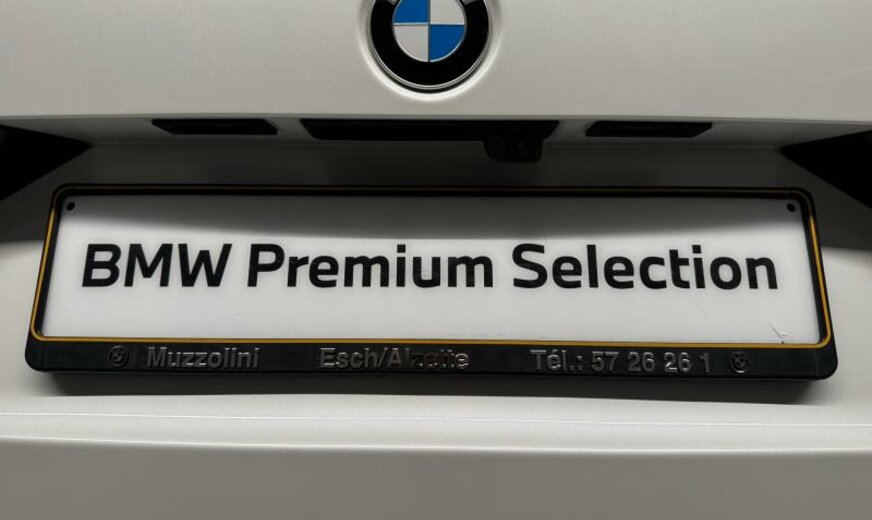 BMW Premium Selection
Muzzolini Esch/Alzette Tél.: 57 26 26 1